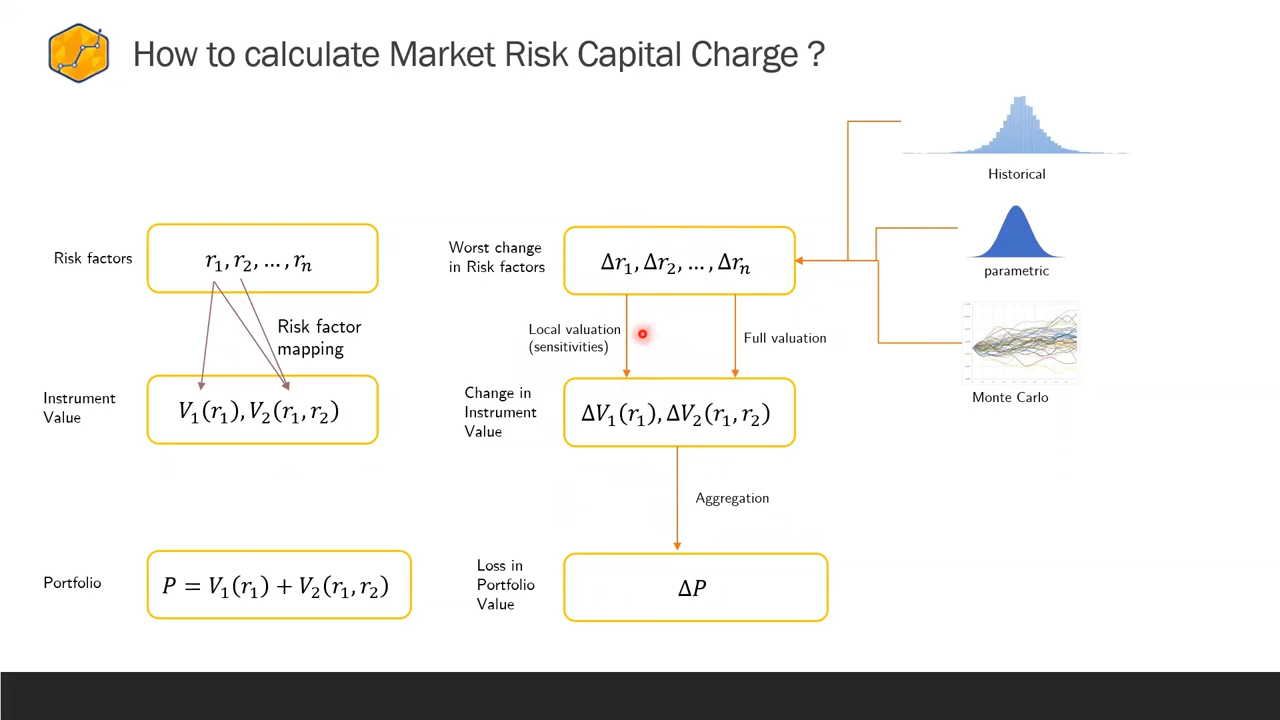 How to calculate Market Risk Capital Charge ?
Historical
parametric
Monte Carlo
Risk factors
r₁, r₂, …, rₙ
Risk factor
mapping
Instrument
Value
V₁(r₁), V₂(r₁, r₂)
Portfolio
P = V₁(r₁) + V₂(r₁, r₂)
Worst change
in Risk factors
Δr₁, Δr₂, …, Δrₙ
Local valuation
(sensitivities)
Full valuation
Change in
Instrument
Value
ΔV₁(r₁), ΔV₂(r₁, r₂)
Aggregation
Loss in
Portfolio
Value
ΔP